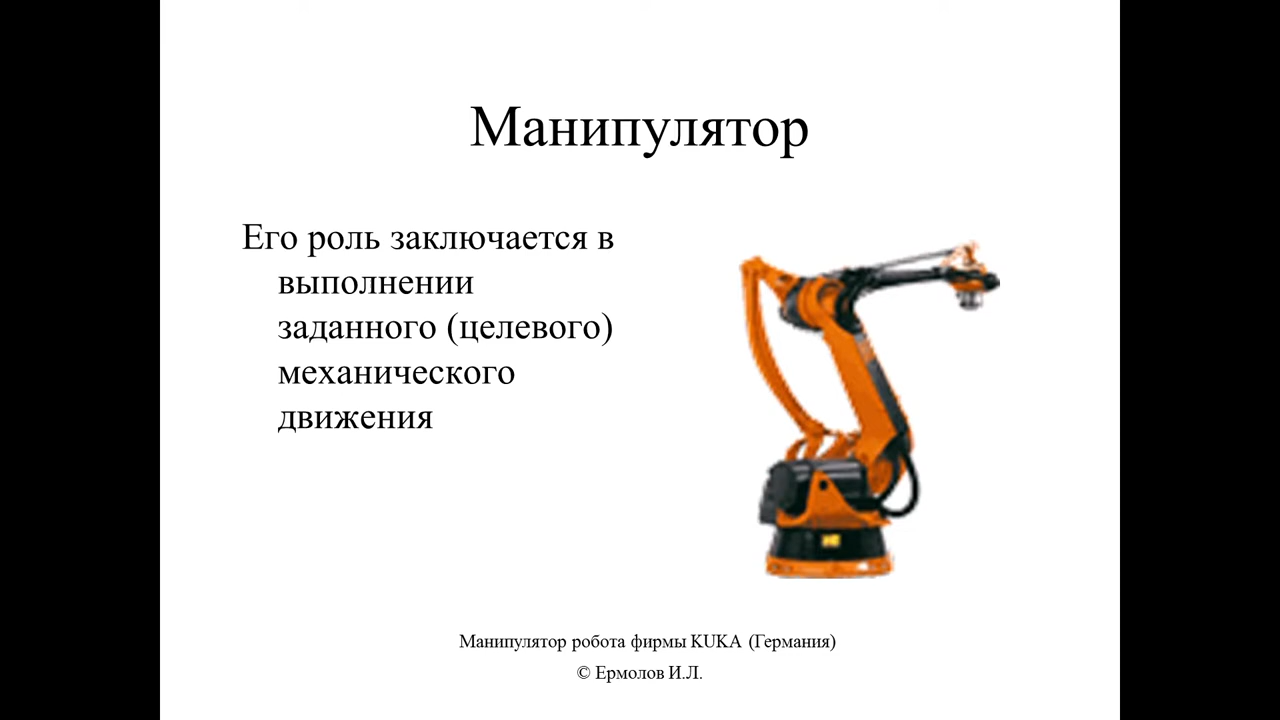 Манипулятор
Его роль заключается в
выполнении
заданного (целевого)
механического
движения
Манипулятор робота фирмы KUKA (Германия)
© Ермолов И.Л.